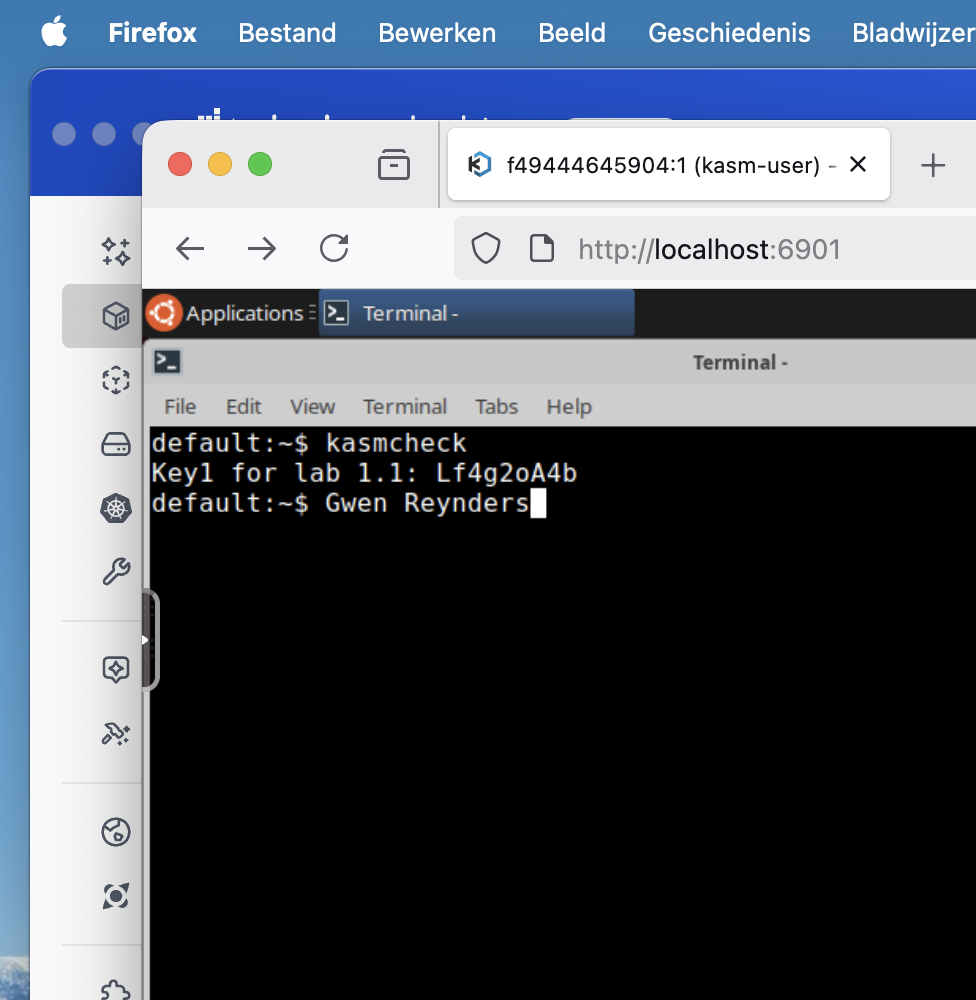 Firefox Bestand Bewerken Beeld Geschiedenis Bladwijzer
f49444645904:1 (kasm-user) -
http://localhost:6901
Applications Terminal -
Terminal -
File Edit View Terminal Tabs Help
default:~$ kasmcheck
Key1 for lab 1.1: Lf4g2oA4b
default:~$ Gwen Reynders